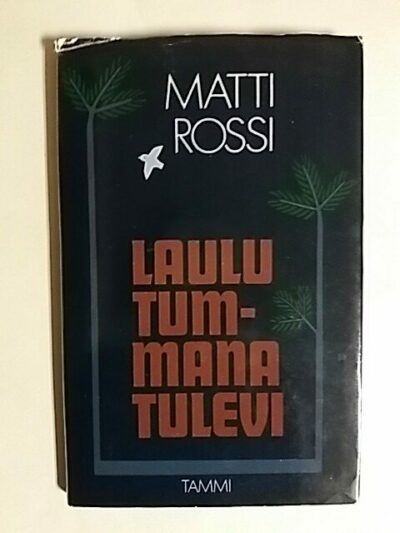 MATTI
ROSSI
LAULU
TUM-
MANA
TULEVI
TAMMI